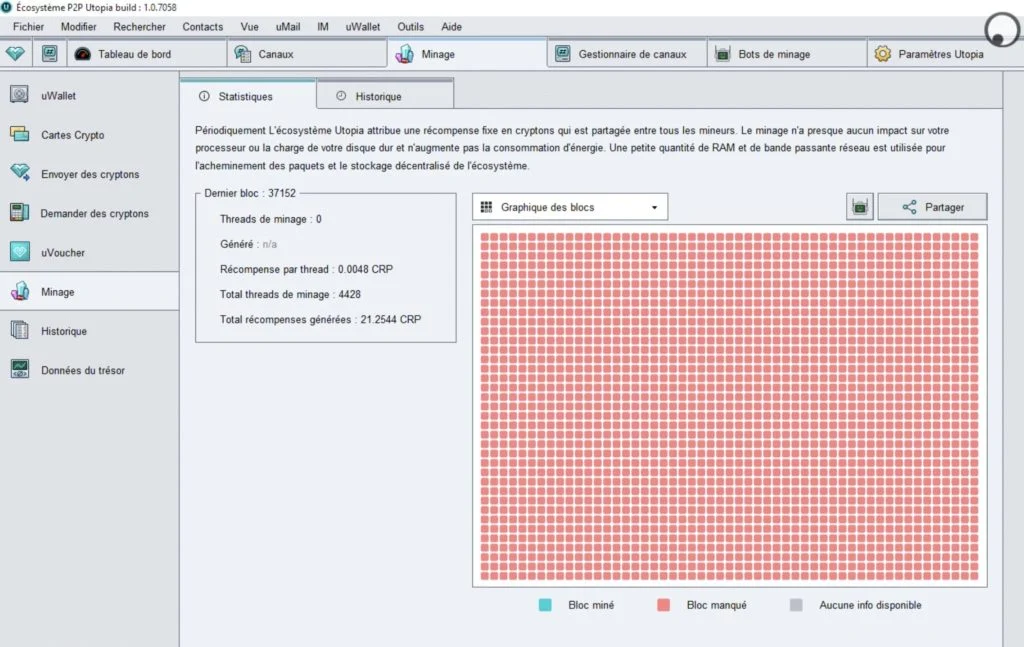 Écosystème P2P Utopia build : 1.0.7058
Fichier Modifier Rechercher Contacts Vue uMail IM uWallet Outils Aide
Tableau de bord Canaux Minage Gestionnaire de canaux Bots de minage Paramètres Utopia
uWallet
Cartes Crypto
Envoyer des cryptons
Demander des cryptons
uVoucher
Minage
Historique
Données du trésor
Statistiques Historique
Périodiquement L'écosystème Utopia attribue une récompense fixe en cryptons qui est partagée entre tous les mineurs. Le minage n'a presque aucun impact sur votre
processeur ou la charge de votre disque dur et n'augmente pas la consommation d'énergie. Une petite quantité de RAM et de bande passante réseau est utilisée pour
l'acheminement des paquets et le stockage décentralisé de l'écosystème.
Dernier bloc : 37152
Threads de minage : 0
Généré : n/a
Récompense par thread : 0.0048 CRP
Total threads de minage : 4428
Total récompenses générées : 21.2544 CRP
Graphique des blocs
Partager
Bloc miné Bloc manqué Aucune info disponible